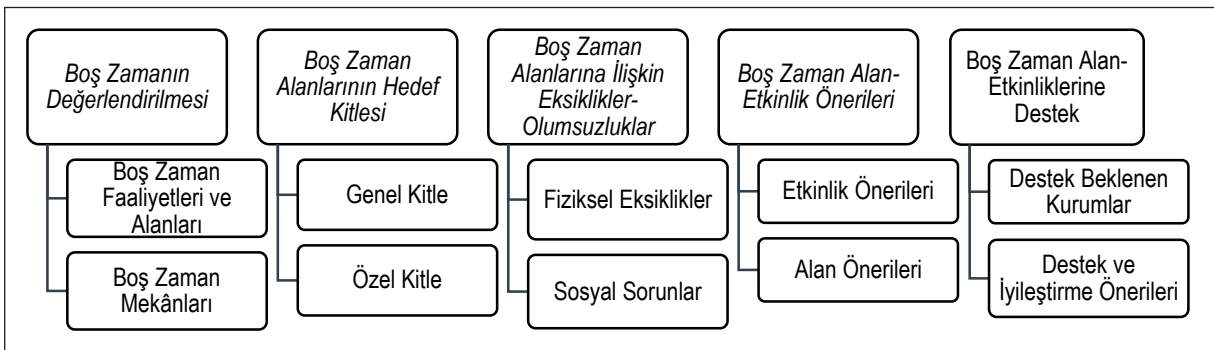 Boş Zamanın
Değerlendirilmesi
Boş Zaman
Faaliyetleri ve
Alanları
Boş Zaman
Mekânları
Boş Zaman
Alanlarının Hedef
Kitlesi
Genel Kitle
Özel Kitle
Boş Zaman
Alanlarına İlişkin
Eksiklikler-
Olumsuzluklar
Fiziksel Eksiklikler
Sosyal Sorunlar
Boş Zaman Alan-
Etkinlik Önerileri
Etkinlik Önerileri
Alan Önerileri
Boş Zaman Alan-
Etkinliklerine
Destek
Destek Beklenen
Kurumlar
Destek ve
İyileştirme Önerileri